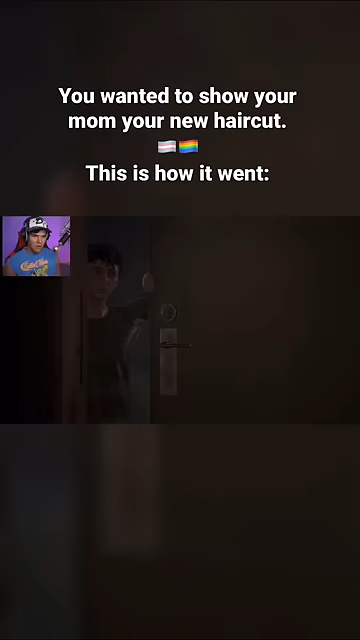 You wanted to show your
mom your new haircut.
🏳️‍⚧️🏳️‍🌈
This is how it went: